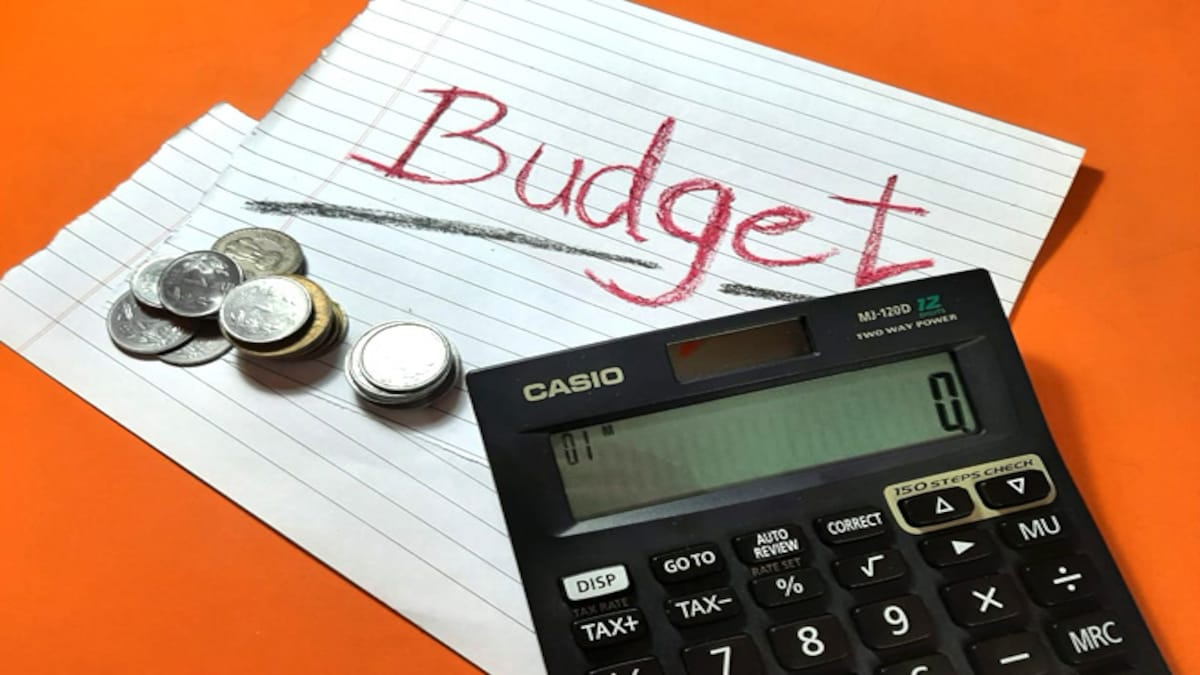 Budget
MJ-120D 12
DIGITS
TWO WAY POWER
CASIO
01 M 0.
150 STEPS CHECK
DISP GO TO AUTO REVIEW CORRECT △ ▽
TAX RATE RATE SET
TAX+ TAX− % √ ▶ MU
7 8 9 × ÷
− MRC